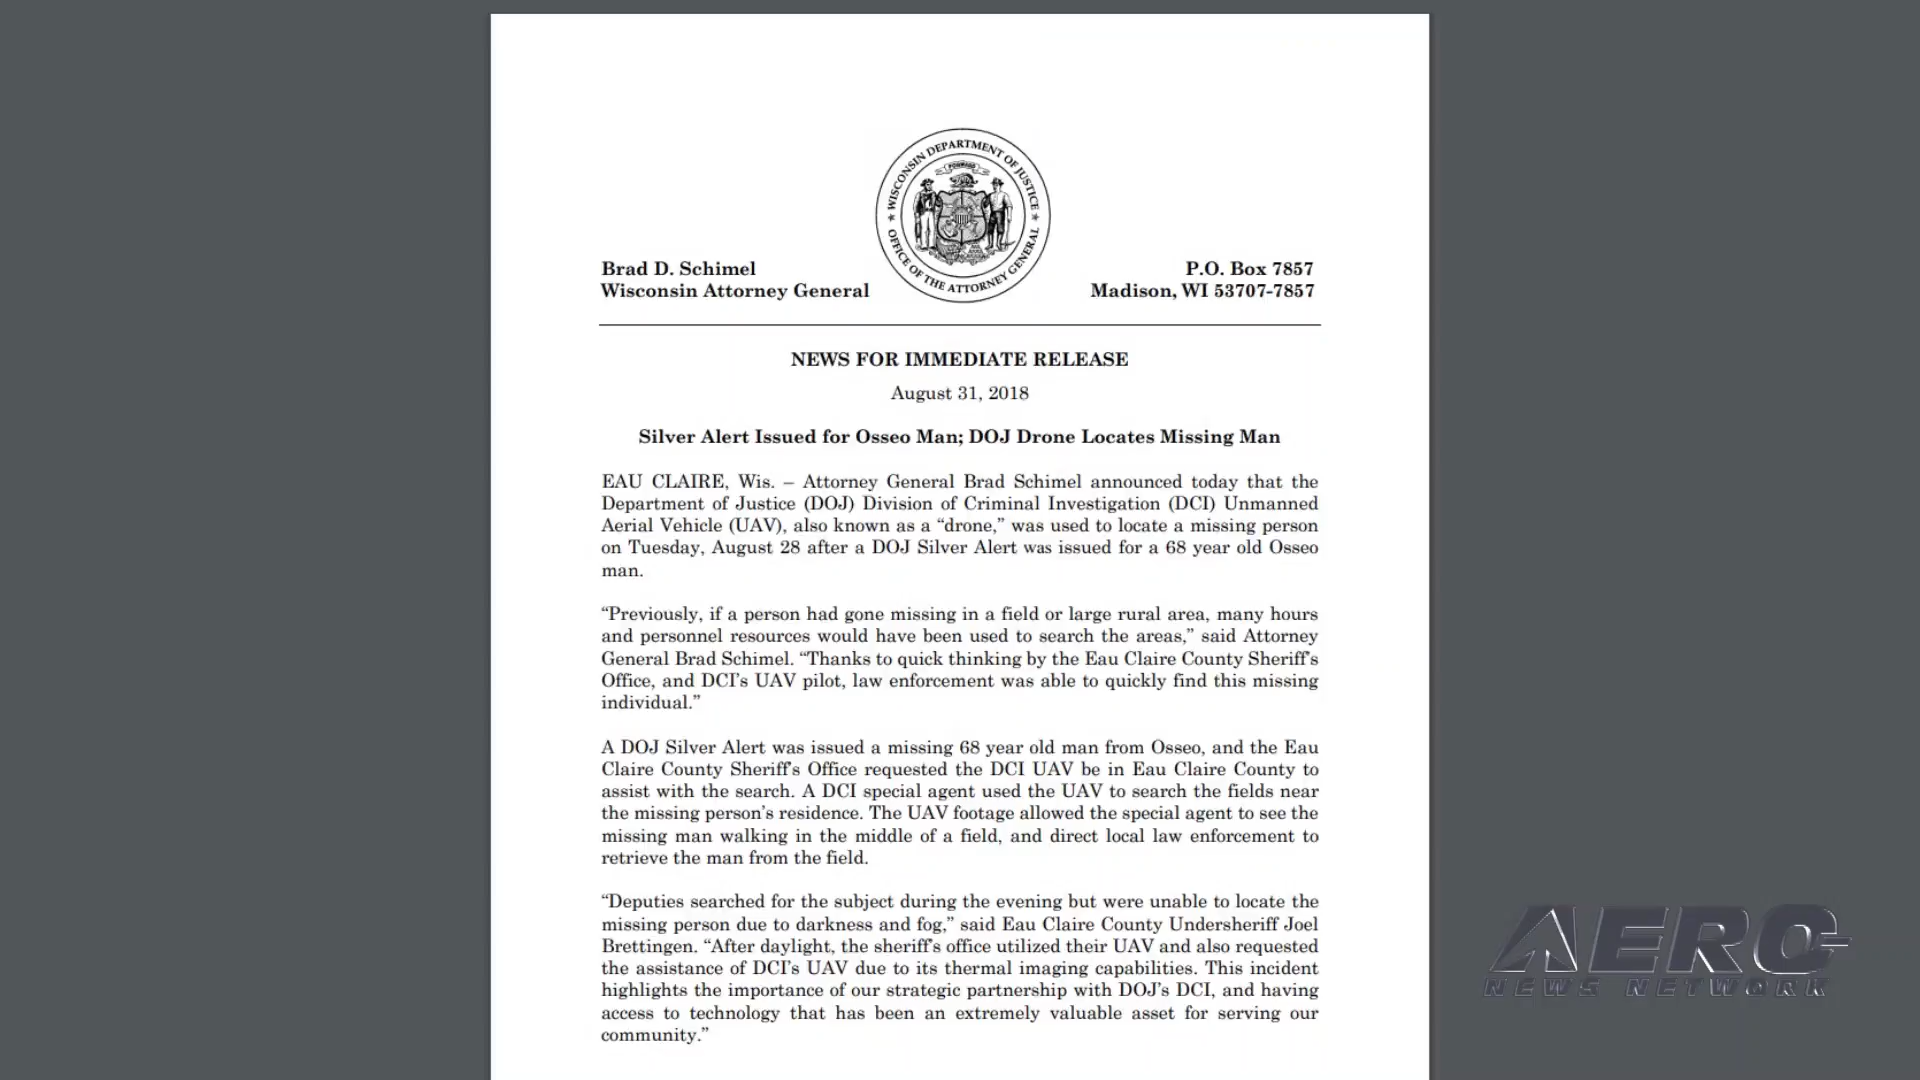 WISCONSIN DEPARTMENT OF JUSTICE
FORWARD
OFFICE OF THE ATTORNEY GENERAL
Brad D. Schimel
Wisconsin Attorney General
P.O. Box 7857
Madison, WI 53707-7857
NEWS FOR IMMEDIATE RELEASE
August 31, 2018
Silver Alert Issued for Osseo Man; DOJ Drone Locates Missing Man
EAU CLAIRE, Wis. – Attorney General Brad Schimel announced today that the
Department of Justice (DOJ) Division of Criminal Investigation (DCI) Unmanned
Aerial Vehicle (UAV), also known as a “drone,” was used to locate a missing person
on Tuesday, August 28 after a DOJ Silver Alert was issued for a 68 year old Osseo
man.
“Previously, if a person had gone missing in a field or large rural area, many hours
and personnel resources would have been used to search the areas,” said Attorney
General Brad Schimel. “Thanks to quick thinking by the Eau Claire County Sheriff’s
Office, and DCI’s UAV pilot, law enforcement was able to quickly find this missing
individual.”
A DOJ Silver Alert was issued a missing 68 year old man from Osseo, and the Eau
Claire County Sheriff’s Office requested the DCI UAV be in Eau Claire County to
assist with the search. A DCI special agent used the UAV to search the fields near
the missing person’s residence. The UAV footage allowed the special agent to see the
missing man walking in the middle of a field, and direct local law enforcement to
retrieve the man from the field.
“Deputies searched for the subject during the evening but were unable to locate the
missing person due to darkness and fog,” said Eau Claire County Undersheriff Joel
Brettingen. “After daylight, the sheriff’s office utilized their UAV and also requested
the assistance of DCI’s UAV due to its thermal imaging capabilities. This incident
highlights the importance of our strategic partnership with DOJ’s DCI, and having
access to technology that has been an extremely valuable asset for serving our
community.”
AERO
NEWS NETWORK